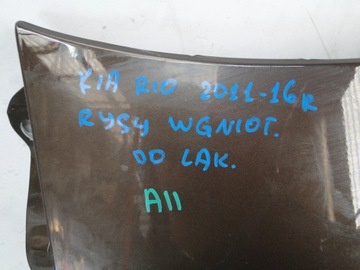 KIA RIO 2011-16R
RYSY WGNIOT.
DO LAK.
A11